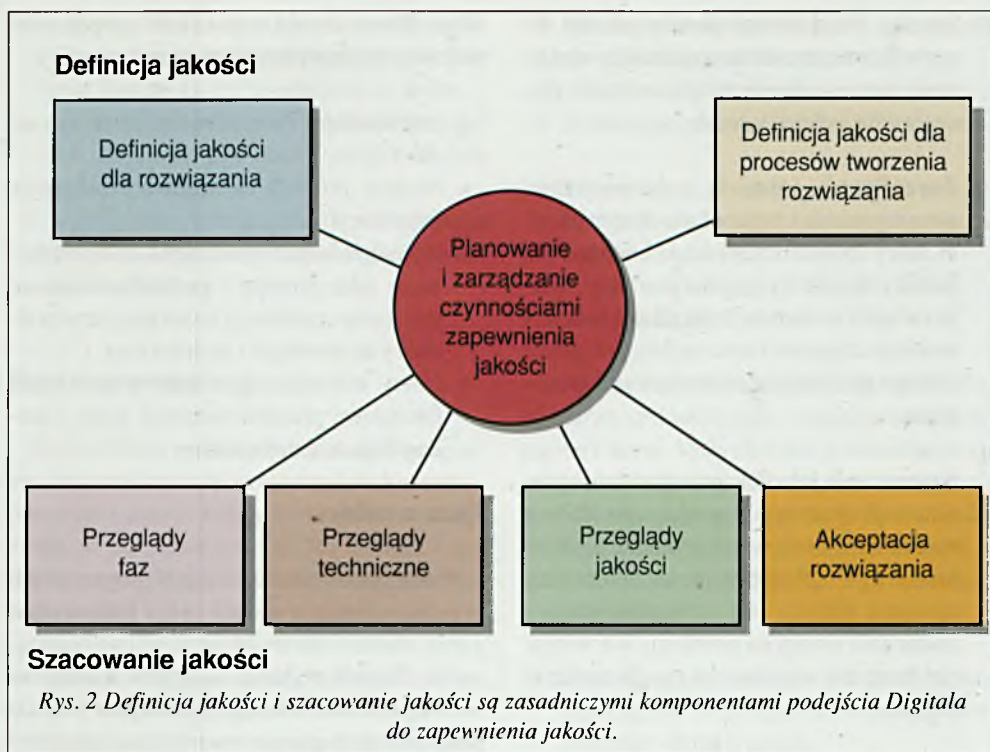 Definicja jakości
Definicja jakości
dla rozwiązania
Definicja jakości dla
procesów tworzenia
rozwiązania
Planowanie
i zarządzanie
czynnościami
zapewnienia
jakości
Przeglądy
faz
Przeglądy
techniczne
Przeglądy
jakości
Akceptacja
rozwiązania
Szacowanie jakości
Rys. 2 Definicja jakości i szacowanie jakości są zasadniczymi komponentami podejścia Digitala
do zapewnienia jakości.